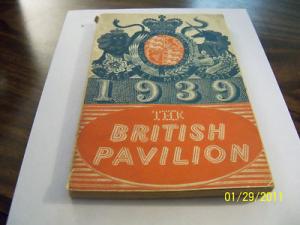 1939
THE
BRITISH
PAVILION
01/29/2011